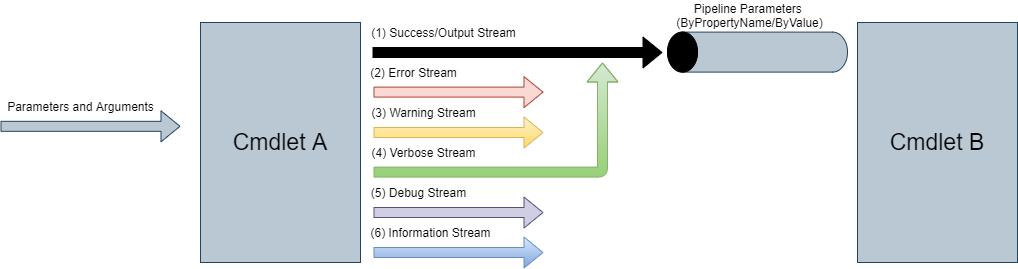 Pipeline Parameters
(ByPropertyName/ByValue)
(1) Success/Output Stream
(2) Error Stream
Parameters and Arguments
(3) Warning Stream
Cmdlet A
Cmdlet B
(4) Verbose Stream
(5) Debug Stream
(6) Information Stream